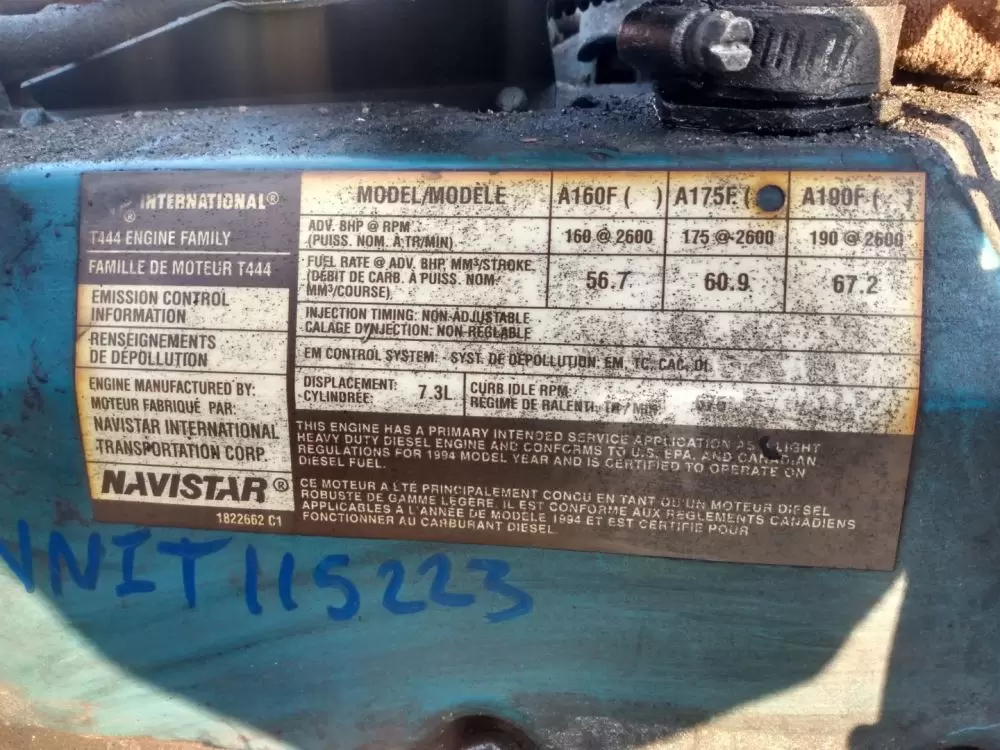 INTERNATIONAL®
T444 ENGINE FAMILY
FAMILLE DE MOTEUR T444
EMISSION CONTROL
INFORMATION
RENSEIGNEMENTS
DE DÉPOLLUTION
ENGINE MANUFACTURED BY:
MOTEUR FABRIQUÉ PAR:
NAVISTAR INTERNATIONAL
TRANSPORTATION CORP.
NAVISTAR®
1822662 C1
MODEL/MODÈLE A160F ( ) A175F ( A190F ( )
ADV. BHP @ RPM
(PUISS. NOM. À TR/MIN) 160 @ 2600 175 @ 2600 190 @ 2600
FUEL RATE @ ADV. BHP, MM³/STROKE
(DÉBIT DE CARB. À PUISS. NOM.
MM³/COURSE) 56.7 60.9 67.2
INJECTION TIMING: NON-ADJUSTABLE
CALAGE D'INJECTION: NON-RÉGLABLE
EM CONTROL SYSTEM: SYST. DE DÉPOLLUTION: EM, TC, CAC, DI
DISPLACEMENT:
CYLINDRÉE: 7.3L
CURB IDLE RPM
RÉGIME DE RALENTI,
THIS ENGINE HAS A PRIMARY INTENDED SERVICE APPLICATION AS LIGHT
HEAVY DUTY DIESEL ENGINE AND CONFORMS TO U.S. EPA. AND CANADIAN
REGULATIONS FOR 1994 MODEL YEAR AND IS CERTIFIED TO OPERATE ON
DIESEL FUEL.
CE MOTEUR A ÉTÉ PRINCIPALEMENT CONCU EN TANT QU'UN MOTEUR DIESEL
ROBUSTE DE GAMME LÉGÈRE. IL EST CONFORME AUX RÈGLEMENTS CANADIENS
APPLICABLES À L'ANNÉE DE MODÈLE 1994 ET EST CERTIFIÉ POUR
FONCTIONNER AU CARBURANT DIESEL.
VNIT115223